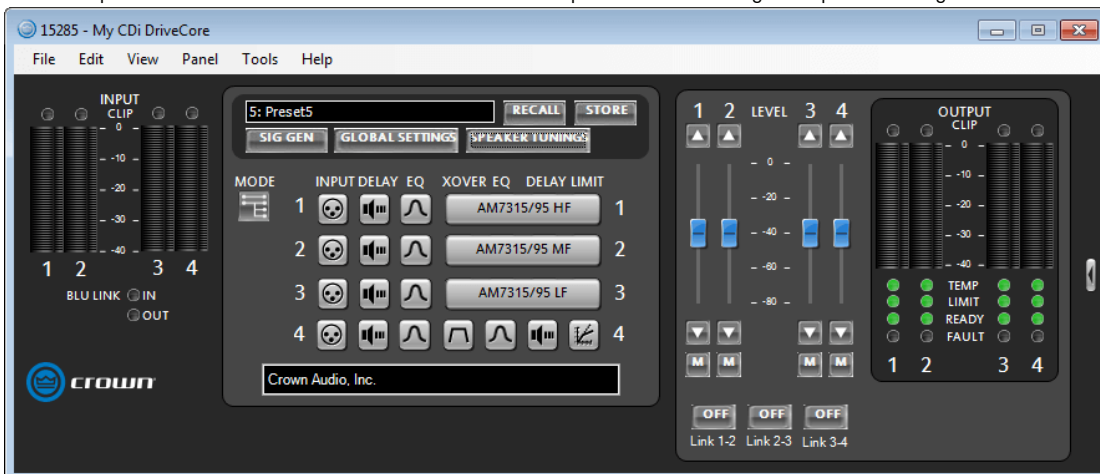 15285 - My CDi DriveCore
File Edit View Panel Tools Help
INPUT
CLIP
0
-10
-20
-30
-40
1 2 3 4
BLU LINK IN
OUT
crown
5: Preset5 RECALL STORE
SIG GEN GLOBAL SETTINGS SPEAKER TUNINGS
MODE INPUT DELAY EQ XOVER EQ DELAY LIMIT
1 AM7315/95 HF 1
2 AM7315/95 MF 2
3 AM7315/95 LF 3
4 4
Crown Audio, Inc.
1 2 LEVEL 3 4
0
-20
-40
-60
-80
M M M M
OFF OFF OFF
Link 1-2 Link 2-3 Link 3-4
OUTPUT
CLIP
0
-10
-20
-30
-40
TEMP
LIMIT
READY
FAULT
1 2 3 4